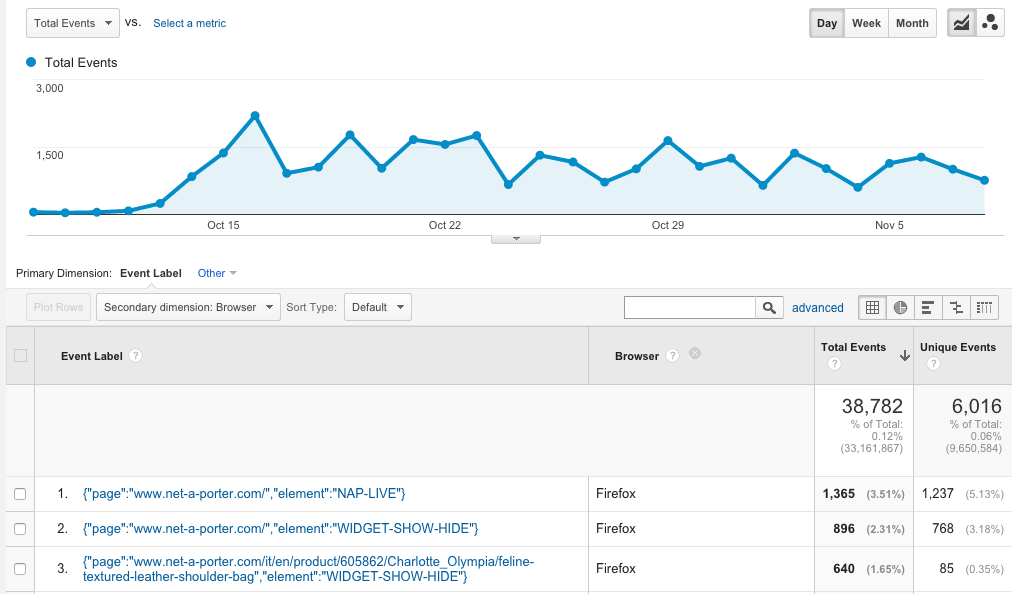 Total Events VS. Select a metric Day Week Month
Total Events
3,000
1,500
Oct 15 Oct 22 Oct 29 Nov 5
Primary Dimension: Event Label Other
Plot Rows Secondary dimension: Browser Sort Type: Default advanced
Event Label ? Browser ? Total Events ? Unique Events ?
38,782 6,016
% of Total: % of Total:
0.12% 0.06%
(33,161,867) (9,650,584)
1. {"page":"www.net-a-porter.com/","element":"NAP-LIVE"} Firefox 1,365 (3.51%) 1,237 (5.13%)
2. {"page":"www.net-a-porter.com/","element":"WIDGET-SHOW-HIDE"} Firefox 896 (2.31%) 768 (3.18%)
3. {"page":"www.net-a-porter.com/it/en/product/605862/Charlotte_Olympia/feline-
textured-leather-shoulder-bag","element":"WIDGET-SHOW-HIDE"} Firefox 640 (1.65%) 85 (0.35%)